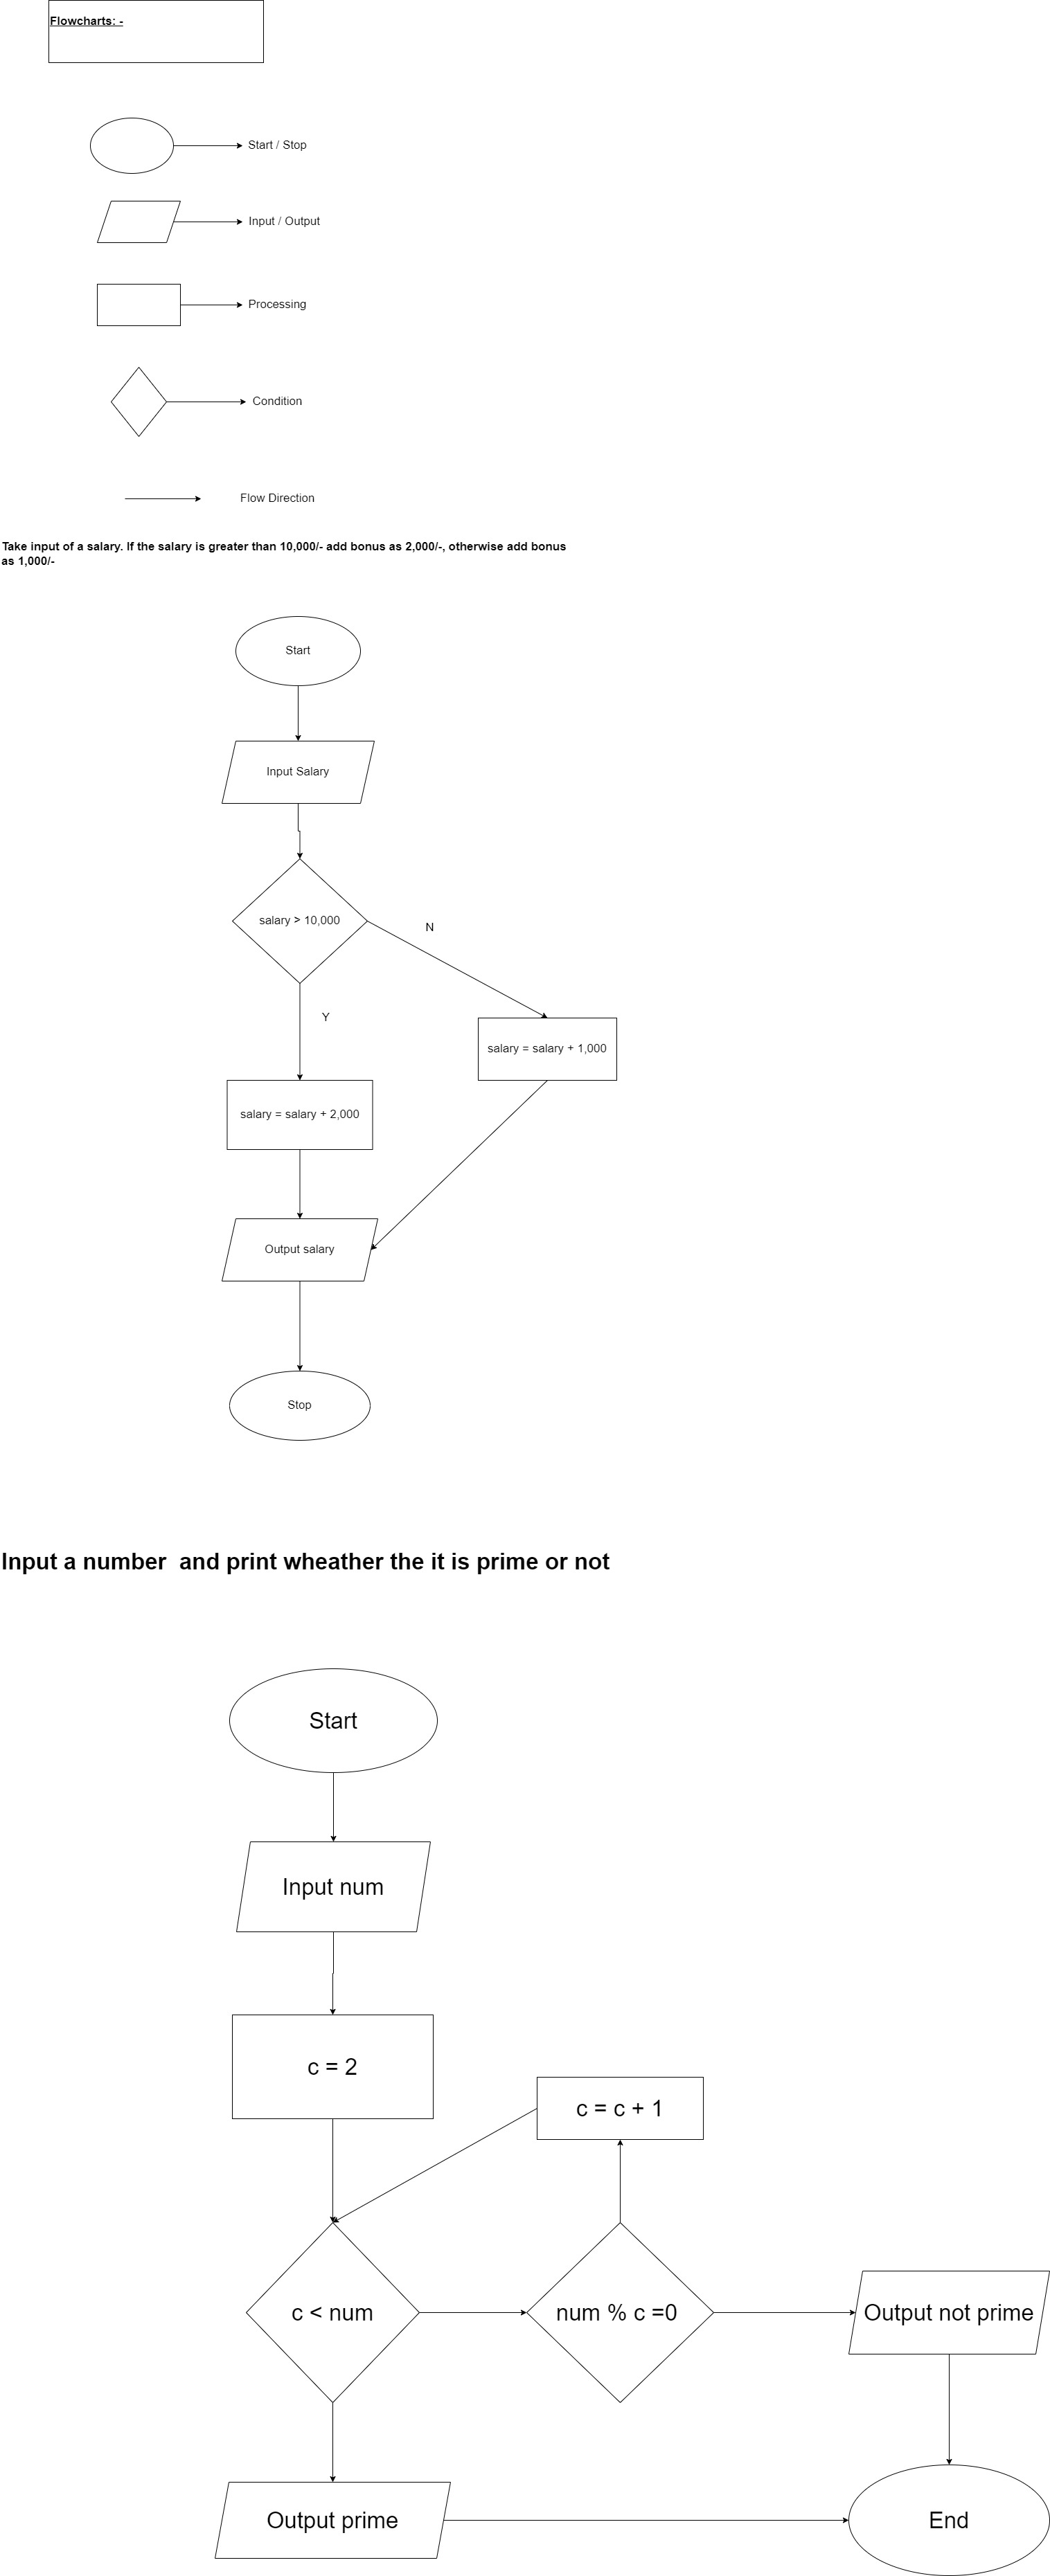 Flowcharts: -
Start / Stop
Input / Output
Processing
Condition
Flow Direction
Take input of a salary. If the salary is greater than 10,000/- add bonus as 2,000/-, otherwise add bonus
as 1,000/-
Start
Input Salary
salary > 10,000
N
Y
salary = salary + 1,000
salary = salary + 2,000
Output salary
Stop
Input a number  and print wheather the it is prime or not
Start
Input num
c = 2
c = c + 1
c < num
num % c =0
Output not prime
Output prime
End